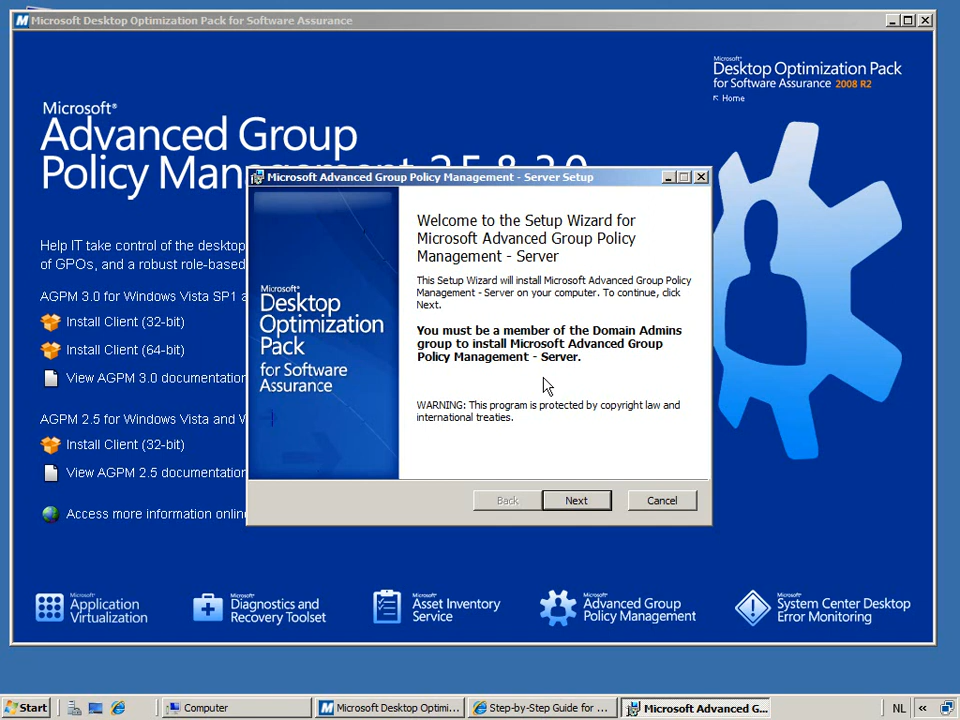 Microsoft Desktop Optimization Pack for Software Assurance
Microsoft®
Desktop Optimization Pack
for Software Assurance 2008 R2
Home
Microsoft®
Advanced Group
Policy Man
Help IT take control of the desktop
of GPOs, and a robust role-based
AGPM 3.0 for Windows Vista SP1 a
Install Client (32-bit)
Install Client (64-bit)
View AGPM 3.0 documentation
AGPM 2.5 for Windows Vista and W
Install Client (32-bit)
View AGPM 2.5 documentation
Access more information online
Microsoft Advanced Group Policy Management - Server Setup
Microsoft®
Desktop
Optimization
Pack
for Software
Assurance
Welcome to the Setup Wizard for
Microsoft Advanced Group Policy
Management - Server
This Setup Wizard will install Microsoft Advanced Group Policy
Management - Server on your computer. To continue, click
Next.
You must be a member of the Domain Admins
group to install Microsoft Advanced Group
Policy Management - Server.
WARNING: This program is protected by copyright law and
international treaties.
Back
Next
Cancel
Microsoft®
Application
Virtualization
Microsoft®
Diagnostics and
Recovery Toolset
Microsoft®
Asset Inventory
Service
Microsoft®
Advanced Group
Policy Management
Microsoft®
System Center Desktop
Error Monitoring
Start
Computer
Microsoft Desktop Optimi...
Step-by-Step Guide for ...
Microsoft Advanced G...
NL
«